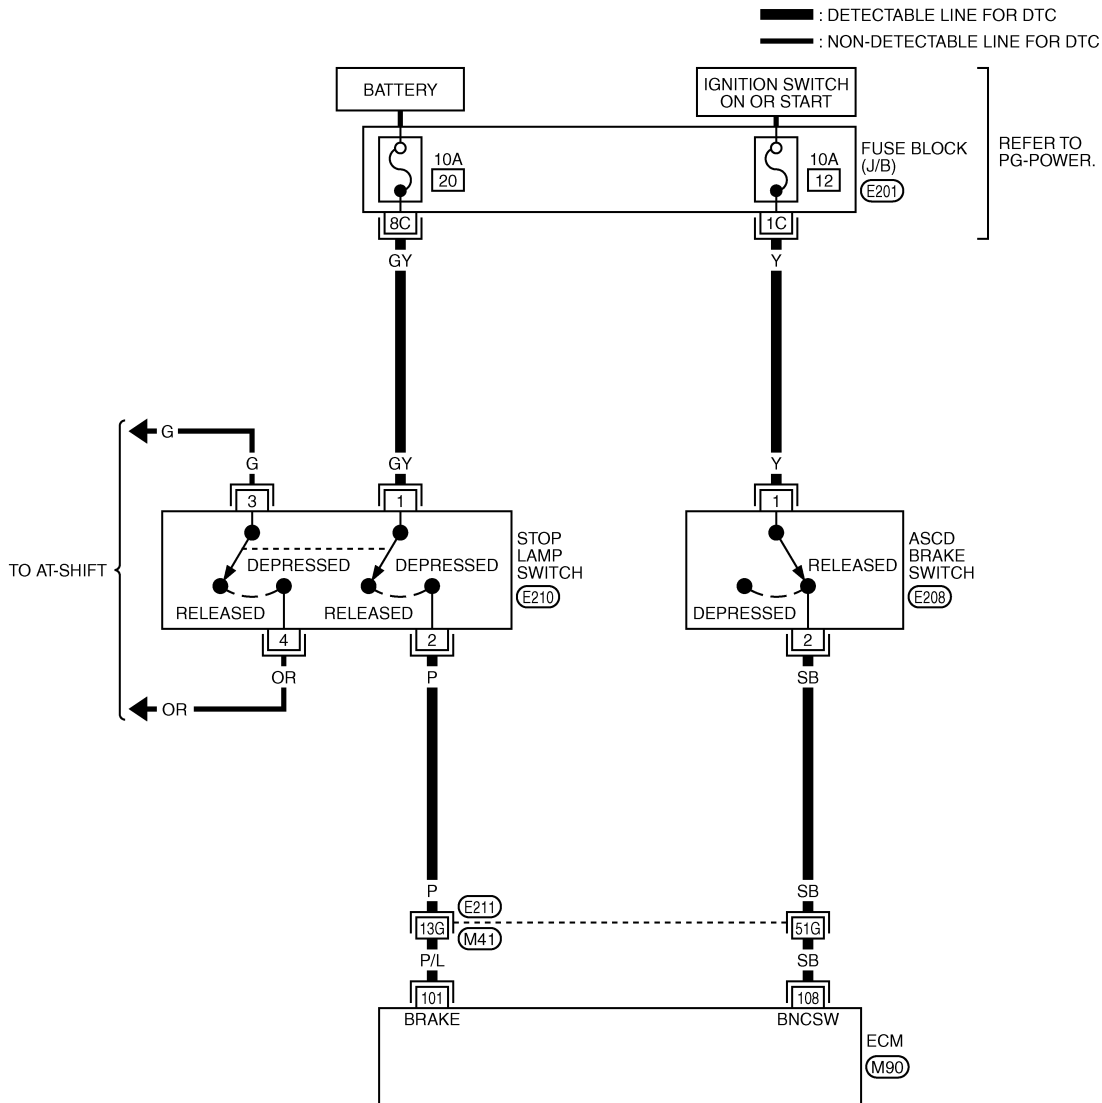 : DETECTABLE LINE FOR DTC
: NON-DETECTABLE LINE FOR DTC
BATTERY
IGNITION SWITCH
ON OR START
10A
20
10A
12
FUSE BLOCK
(J/B)
E201
REFER TO
PG-POWER.
8C
1C
GY
Y
G
G
GY
Y
3
1
1
DEPRESSED
DEPRESSED
RELEASED
RELEASED
STOP
LAMP
SWITCH
E210
RELEASED
DEPRESSED
ASCD
BRAKE
SWITCH
E208
TO AT-SHIFT
4
2
2
OR
P
SB
OR
P
SB
E211
13G
M41
51G
P/L
SB
101
108
BRAKE
BNCSW
ECM
M90